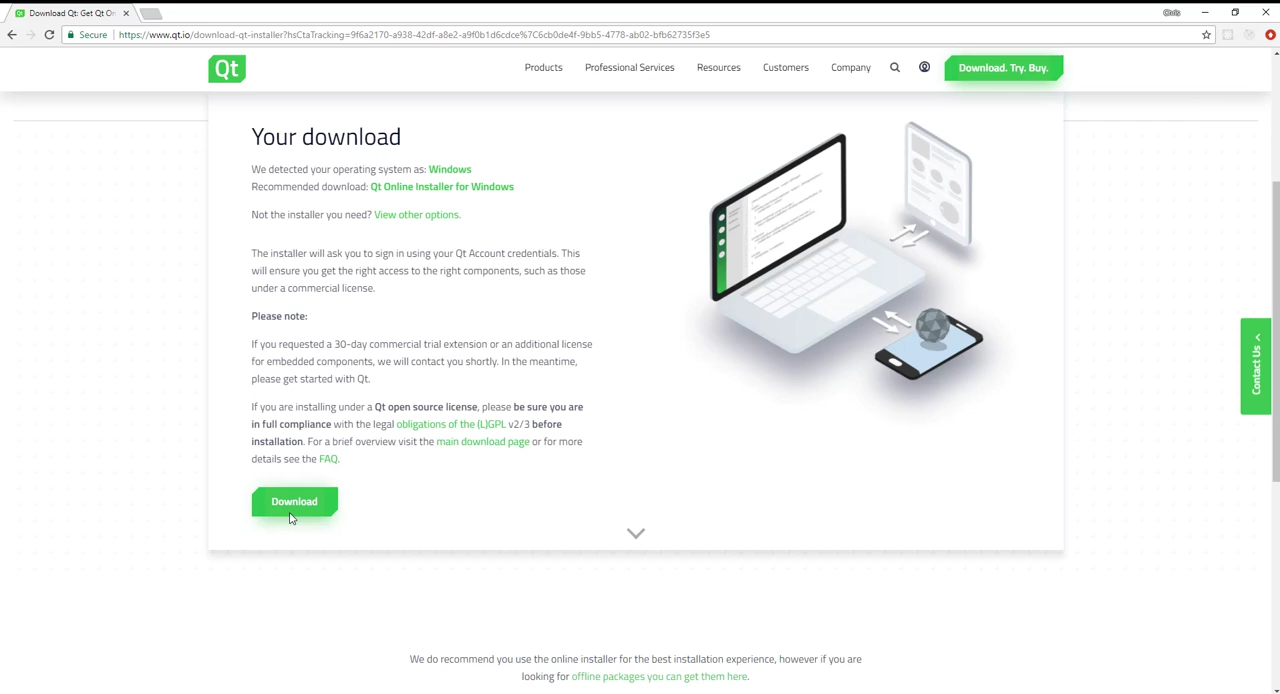 Download Qt: Get Qt On
Chris
Secure https://www.qt.io/download-qt-installer?hsCtaTracking=9f6a2170-a938-42df-a8e2-a9f0b1d6cdce%7C6cb0de4f-9bb5-4778-ab02-bfb62735f3e5
Qt
Products Professional Services Resources Customers Company Download. Try. Buy.
Your download
We detected your operating system as: Windows
Recommended download: Qt Online Installer for Windows
Not the installer you need? View other options.
The installer will ask you to sign in using your Qt Account credentials. This
will ensure you get the right access to the right components, such as those
under a commercial license.
Please note:
If you requested a 30-day commercial trial extension or an additional license
for embedded components, we will contact you shortly. In the meantime,
please get started with Qt.
If you are installing under a Qt open source license, please be sure you are
in full compliance with the legal obligations of the (L)GPL v2/3 before
installation. For a brief overview visit the main download page or for more
details see the FAQ.
Download
Contact Us
We do recommend you use the online installer for the best installation experience, however if you are
looking for offline packages you can get them here.